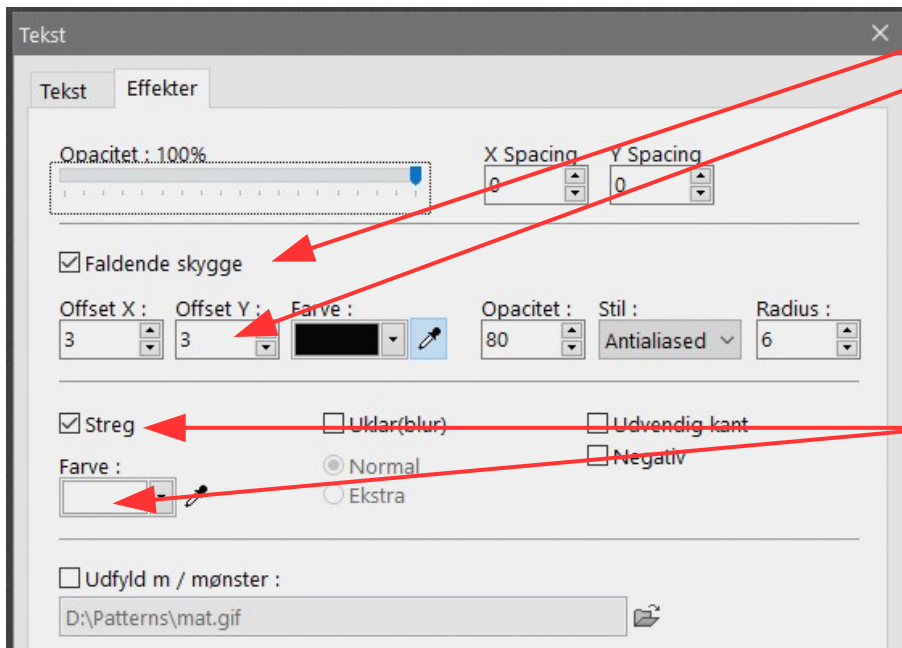 Tekst
Tekst Effekter
Opacitet : 100% X Spacing Y Spacing
0 0
Faldende skygge
Offset X : Offset Y : Farve : Opacitet : Stil : Radius :
3 3 80 Antialiased 6
Streg Uklar(blur) Udvendig kant
Farve : Normal Negativ
Ekstra
Udfyld m / mønster :
D:\Patterns\mat.gif